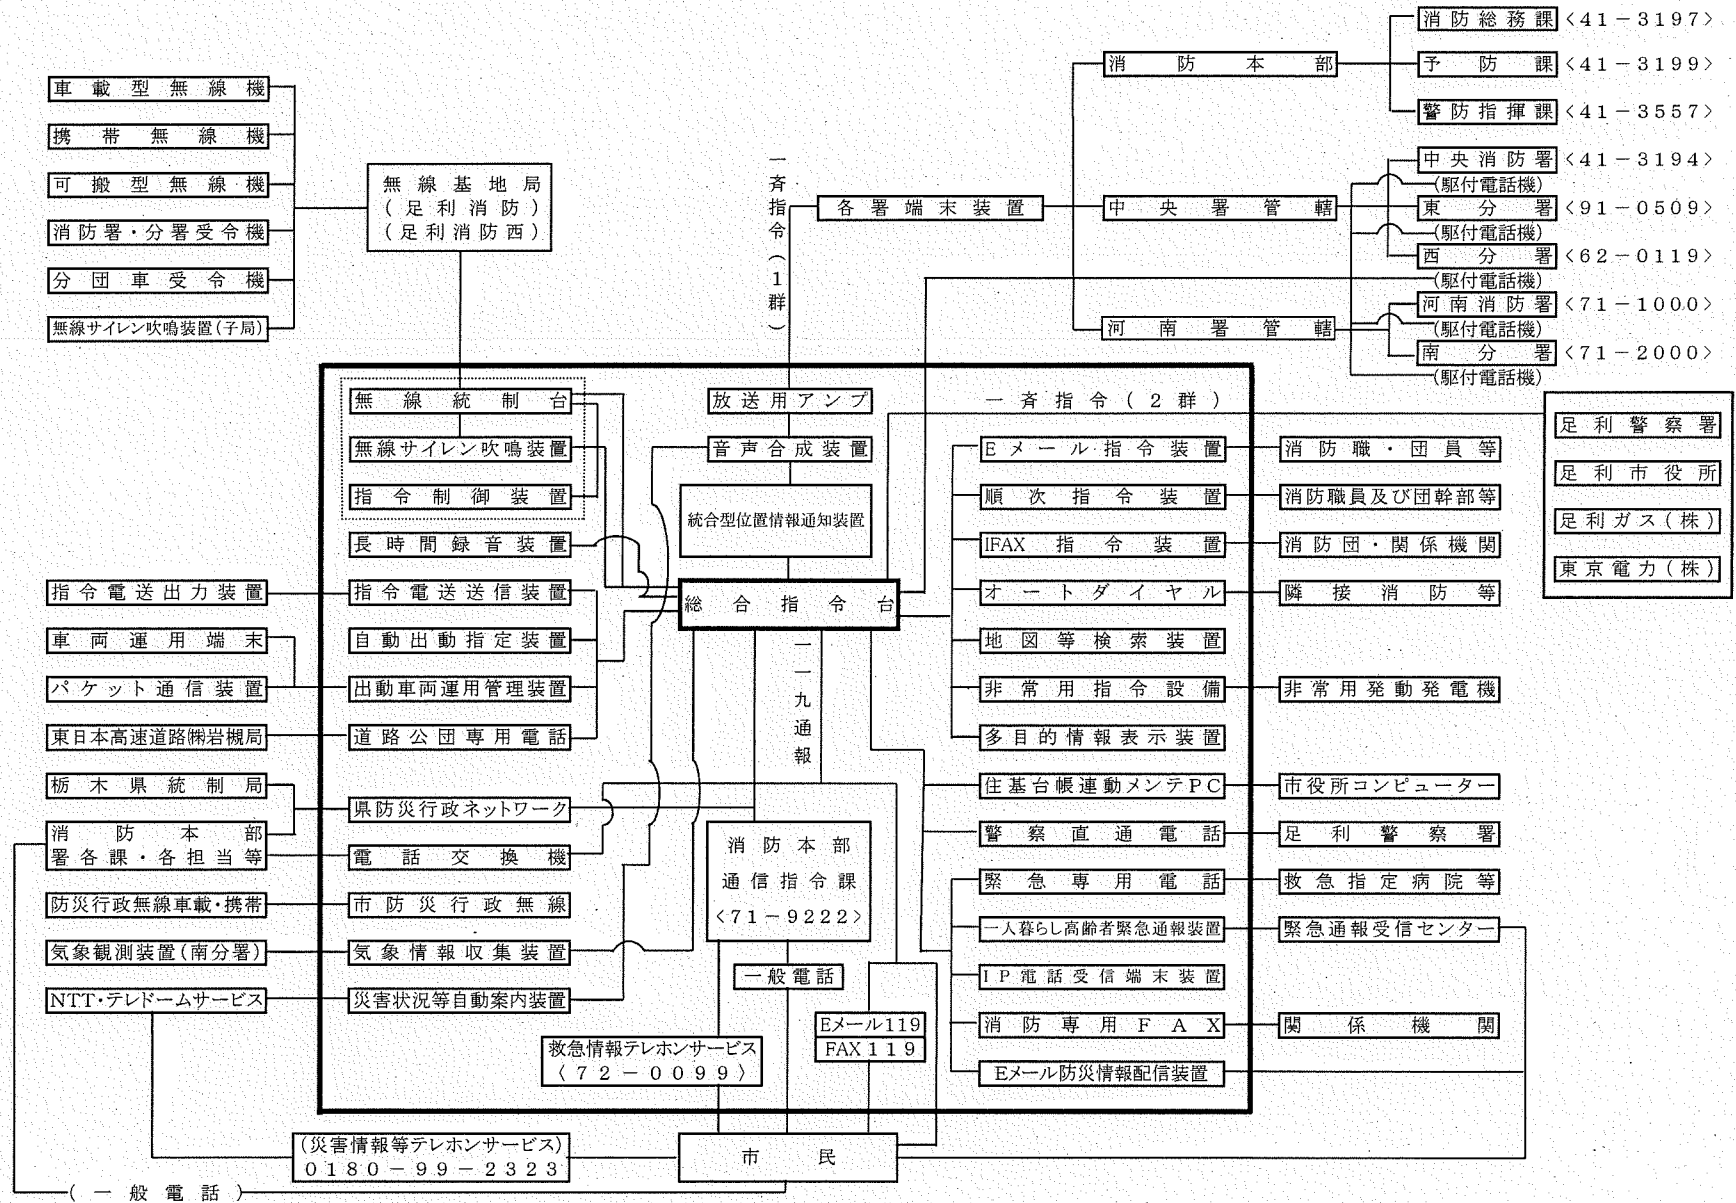 消防総務課 <41-3197>
消防本部
予防課 <41-3199>
警防指揮課 <41-3557>
車載型無線機
携帯無線機
可搬型無線機
消防署・分署受令機
分団車受令機
無線サイレン吹鳴装置(子局)
無線基地局
(足利消防)
(足利消防西)
一斉指令(1群)
各署端末装置
中央署管轄
河南署管轄
中央消防署 <41-3194>
(駆付電話機)
東分署 <91-0509>
(駆付電話機)
西分署 <62-0119>
(駆付電話機)
河南消防署 <71-1000>
(駆付電話機)
南分署 <71-2000>
(駆付電話機)
足利警察署
足利市役所
足利ガス(株)
東京電力(株)
無線統制台
無線サイレン吹鳴装置
指令制御装置
長時間録音装置
指令電送出力装置
指令電送送信装置
自動出動指定装置
車両運用端末
パケット通信装置
出動車両運用管理装置
東日本高速道路㈱岩槻局
道路公団専用電話
栃木県統制局
県防災行政ネットワーク
消防本部
署各課・各担当等
電話交換機
防災行政無線車載・携帯
市防災行政無線
気象観測装置(南分署)
気象情報収集装置
NTT・テレドームサービス
災害状況等自動案内装置
放送用アンプ
音声合成装置
統合型位置情報通知装置
総合指令台
一一九通報
消防本部
通信指令課
<71-9222>
一般電話
救急情報テレホンサービス
<72-0099>
Eメール119
FAX119
一斉指令(2群)
Eメール指令装置
消防職・団員等
順次指令装置
消防職員及び団幹部等
IFAX指令装置
消防団・関係機関
オートダイヤル
隣接消防等
地図等検索装置
非常用指令設備
非常用発動発電機
多目的情報表示装置
住基台帳連動メンテPC
市役所コンピューター
警察直通電話
足利警察署
緊急専用電話
救急指定病院等
一人暮らし高齢者緊急通報装置
緊急通報受信センター
IP電話受信端末装置
消防専用FAX
関係機関
Eメール防災情報配信装置
(災害情報等テレホンサービス)
0180-99-2323
市民
(一般電話)